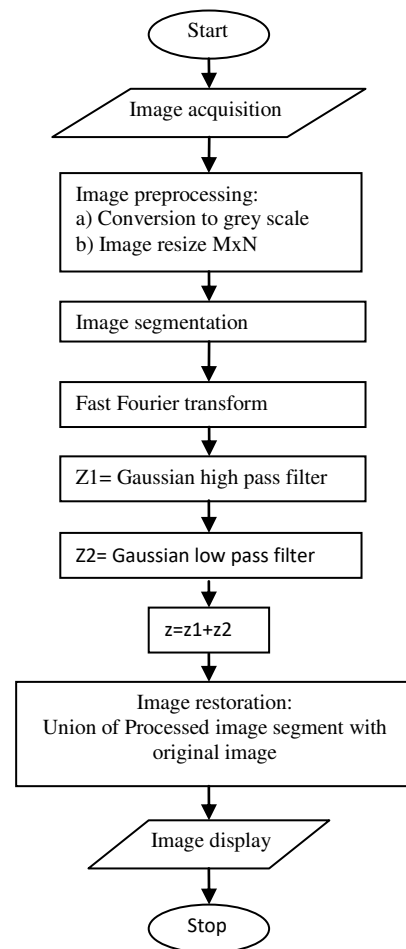 Start
Image acquisition
Image preprocessing:
a) Conversion to grey scale
b) Image resize MxN
Image segmentation
Fast Fourier transform
Z1= Gaussian high pass filter
Z2= Gaussian low pass filter
z=z1+z2
Image restoration:
Union of Processed image segment with
original image
Image display
Stop